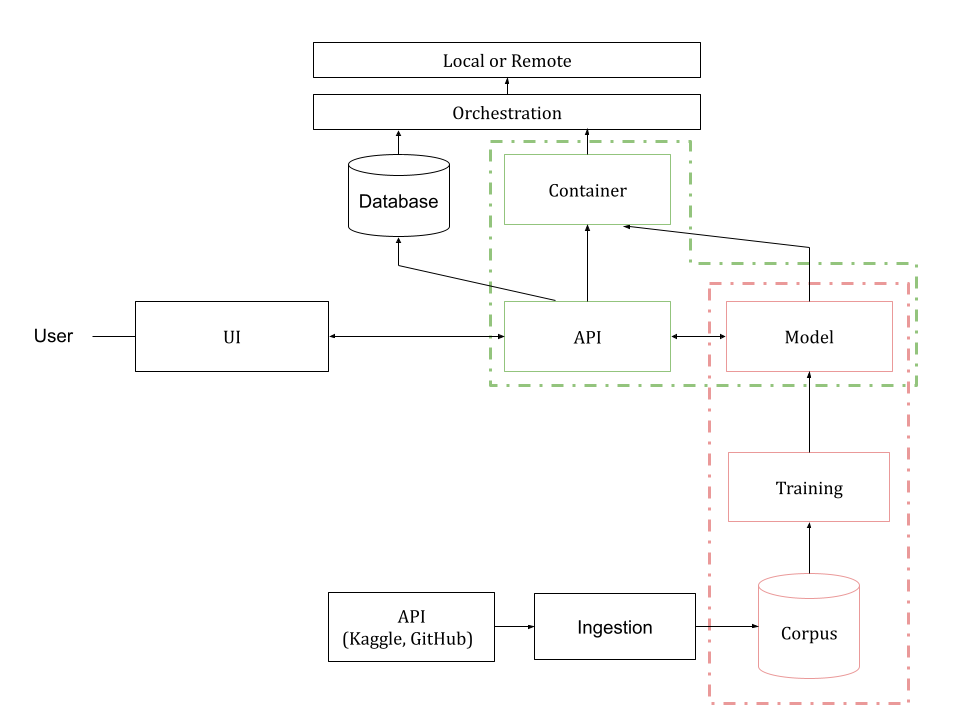 Local or Remote
Orchestration
Container
Database
User
UI
API
Model
Training
API
(Kaggle, GitHub)
Ingestion
Corpus